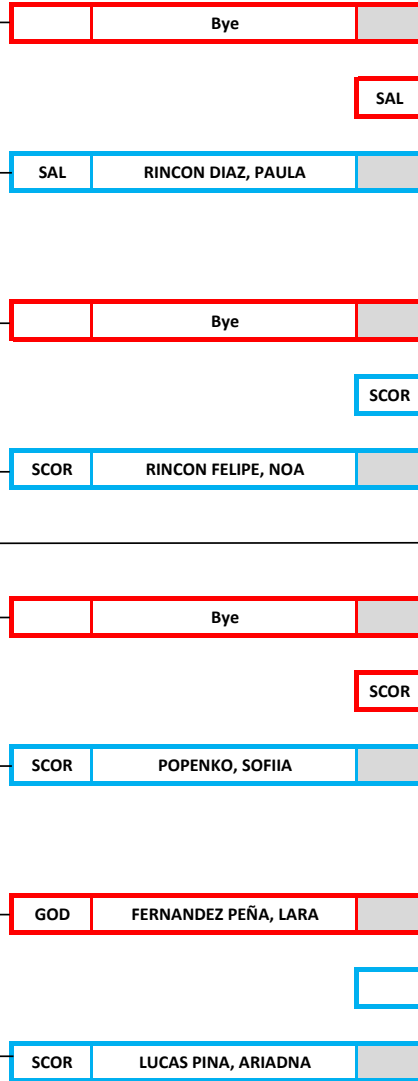 Bye
SAL
SAL RINCON DIAZ, PAULA
Bye
SCOR
SCOR RINCON FELIPE, NOA
Bye
SCOR
SCOR POPENKO, SOFIIA
GOD FERNANDEZ PEÑA, LARA
SCOR LUCAS PINA, ARIADNA